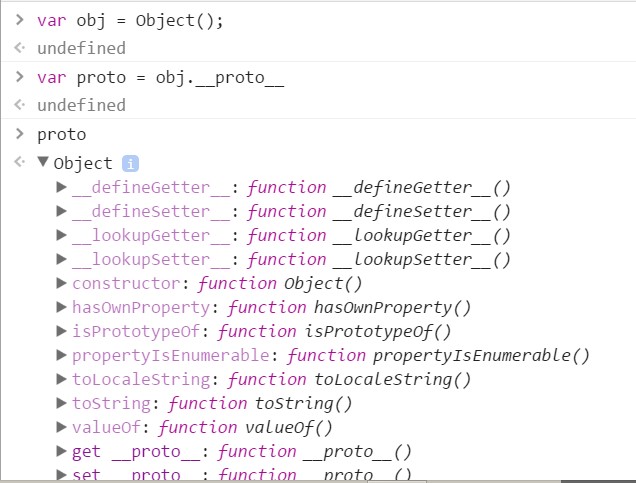 > var obj = Object();
undefined
> var proto = obj.__proto__
undefined
> proto
Object i
__defineGetter__: function __defineGetter__()
__defineSetter__: function __defineSetter__()
__lookupGetter__: function __lookupGetter__()
__lookupSetter__: function __lookupSetter__()
constructor: function Object()
hasOwnProperty: function hasOwnProperty()
isPrototypeOf: function isPrototypeOf()
propertyIsEnumerable: function propertyIsEnumerable()
toLocaleString: function toLocaleString()
toString: function toString()
valueOf: function valueOf()
get __proto__: function __proto__()
set __proto__: function __proto__()